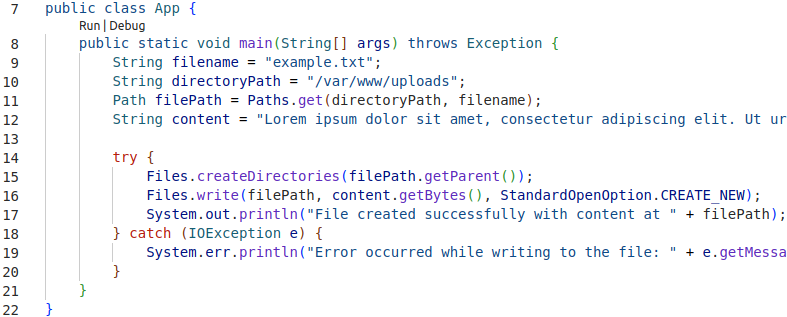 7 public class App {
Run | Debug
8 public static void main(String[] args) throws Exception {
9 String filename = "example.txt";
10 String directoryPath = "/var/www/uploads";
11 Path filePath = Paths.get(directoryPath, filename);
12 String content = "Lorem ipsum dolor sit amet, consectetur adipiscing elit. Ut ur
13
14 try {
15 Files.createDirectories(filePath.getParent());
16 Files.write(filePath, content.getBytes(), StandardOpenOption.CREATE_NEW);
17 System.out.println("File created successfully with content at " + filePath);
18 } catch (IOException e) {
19 System.err.println("Error occurred while writing to the file: " + e.getMessa
20 }
21 }
22 }